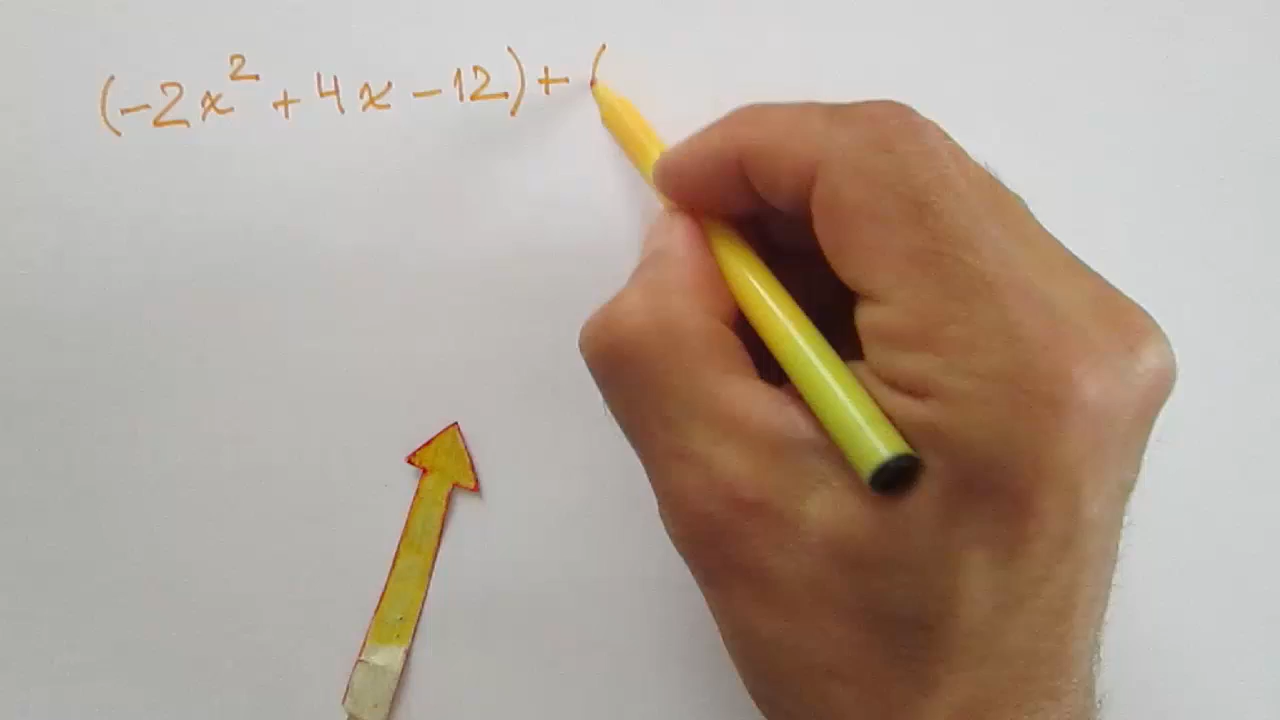 (-2x² + 4x - 12) + (